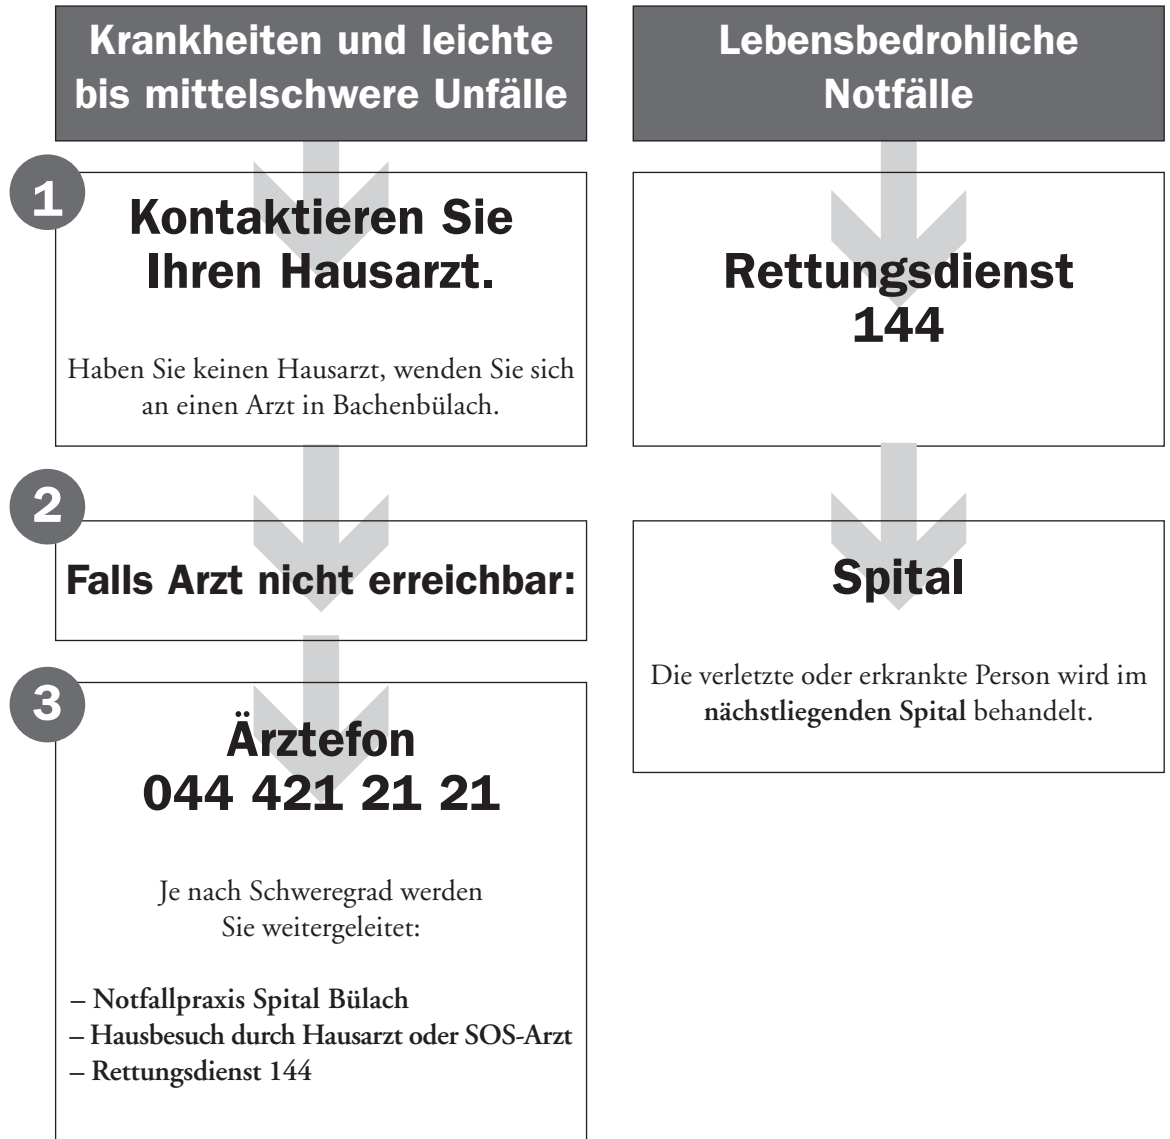 Krankheiten und leichte
bis mittelschwere Unfälle
1
Kontaktieren Sie
Ihren Hausarzt.
Haben Sie keinen Hausarzt, wenden Sie sich
an einen Arzt in Bachenbülach.
2
Falls Arzt nicht erreichbar:
3
Ärztefon
044 421 21 21
Je nach Schweregrad werden
Sie weitergeleitet:
– Notfallpraxis Spital Bülach
– Hausbesuch durch Hausarzt oder SOS-Arzt
– Rettungsdienst 144
Lebensbedrohliche
Notfälle
Rettungsdienst
144
Spital
Die verletzte oder erkrankte Person wird im
nächstliegenden Spital behandelt.